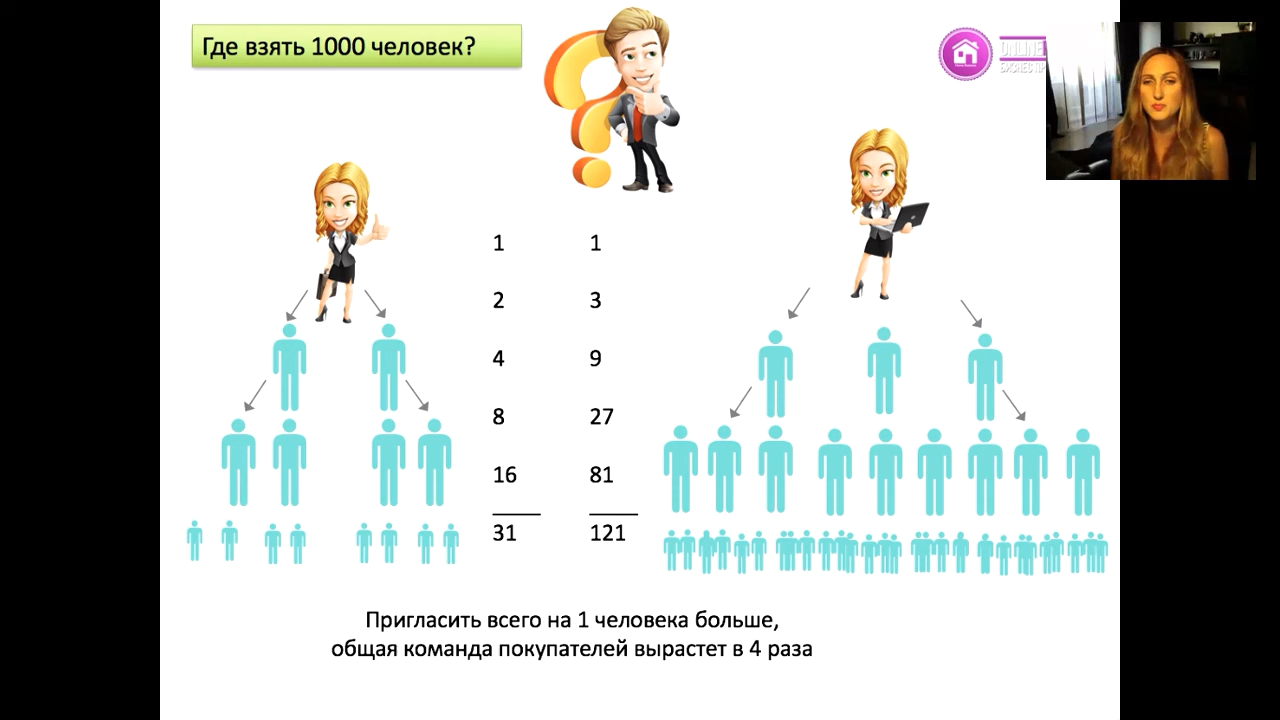 Где взять 1000 человек?
ONLINE
1 1
2 3
4 9
8 27
16 81
31 121
Пригласить всего на 1 человека больше,
общая команда покупателей вырастет в 4 раза